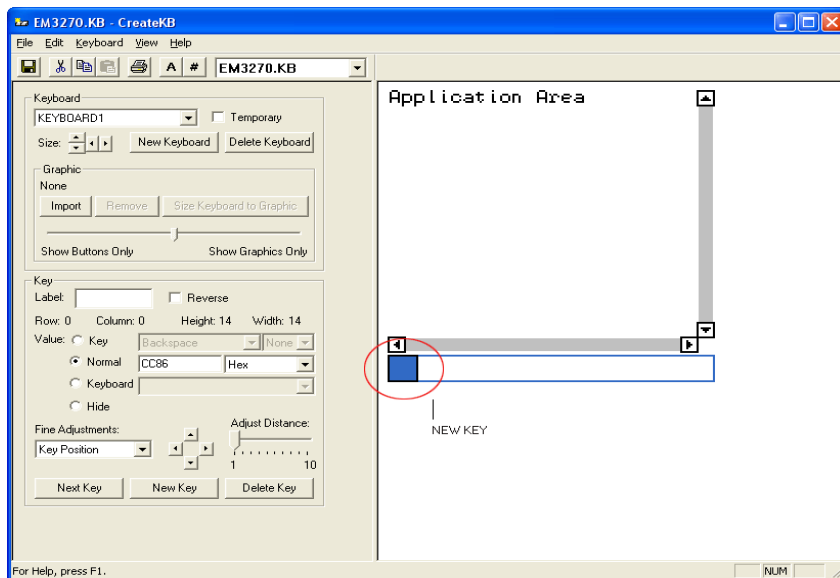 EM3270.KB - CreateKB
File Edit Keyboard View Help
A # EM3270.KB
Keyboard
KEYBOARD1 Temporary
Size: New Keyboard Delete Keyboard
Graphic
None
Import Remove Size Keyboard to Graphic
Show Buttons Only Show Graphics Only
Key
Label: Reverse
Row: 0 Column: 0 Height: 14 Width: 14
Value: Key Backspace None
Normal CC86 Hex
Keyboard
Hide
Fine Adjustments: Adjust Distance:
Key Position
1 10
Next Key New Key Delete Key
Application Area
NEW KEY
For Help, press F1. NUM